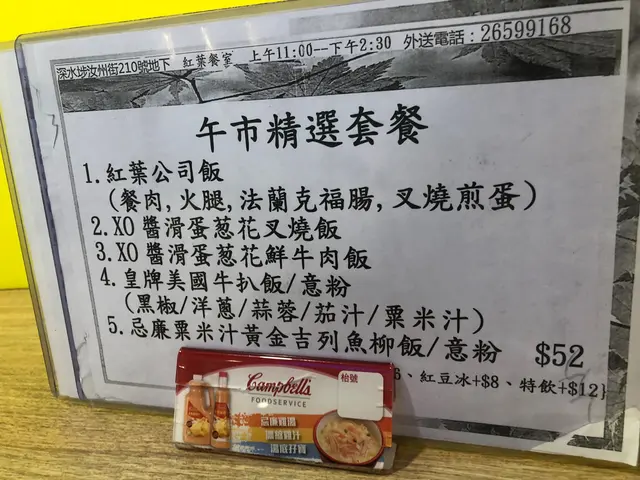 深水埗汝州街210號地下 紅葉餐室 上午11:00--下午2:30 外送電話:26599168
午市精選套餐
1.紅葉公司飯
(餐肉,火腿,法蘭克福腸,叉燒煎蛋)
2.XO 醬滑蛋葱花叉燒飯
3.XO 醬滑蛋葱花鮮牛肉飯
4.皇牌美國牛扒飯/意粉
(黑椒/洋蔥/蒜蓉/茄汁/粟米汁)
5.忌廉粟米汁黃金吉列魚柳飯/意粉 $52
6、紅豆冰+$8、特飲+$12}
Campbell's
FOODSERVICE
枱號